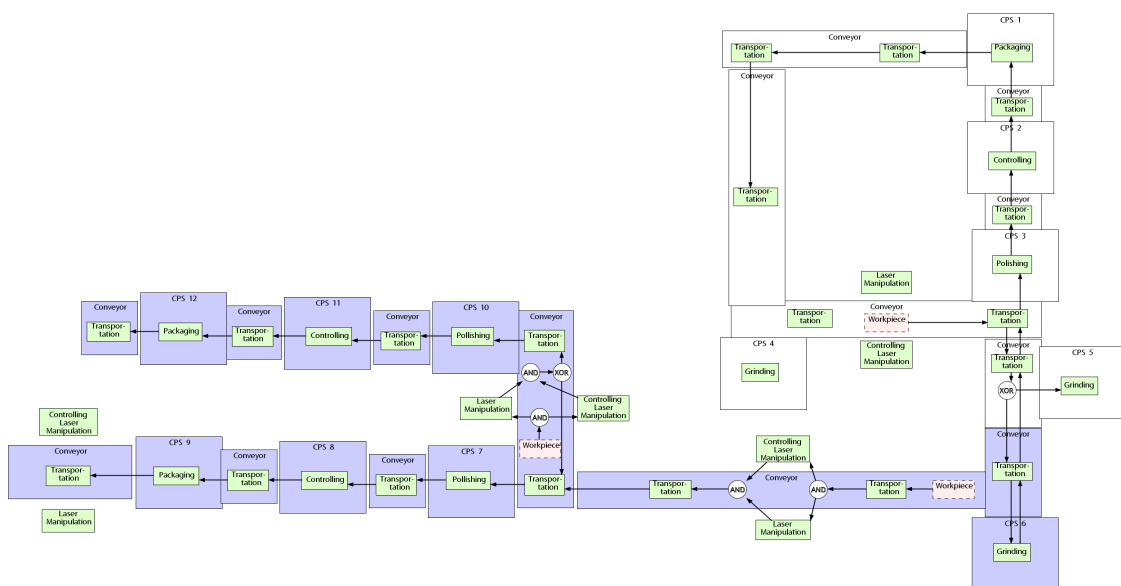 CPS 1
Conveyor
Transpor-
tation
Transpor-
tation
Packaging
Conveyor
Conveyor
Transpor-
tation
CPS 2
Controlling
Transpor-
tation
Conveyor
Transpor-
tation
CPS 3
Polishing
Laser
Manipulation
Conveyor
Transpor-
tation
Workpiece
Transpor-
tation
CPS 4
Grinding
Controlling
Laser
Manipulation
Conveyor
Transpor-
tation
XOR
CPS 5
Grinding
CPS 12
Conveyor
Transpor-
tation
Packaging
Conveyor
Transpor-
tation
CPS 11
Controlling
Conveyor
Transpor-
tation
CPS 10
Pollishing
Conveyor
Transpor-
tation
AND
XOR
Laser
Manipulation
Controlling
Laser
Manipulation
AND
Workpiece
Controlling
Laser
Manipulation
CPS 9
Conveyor
Transpor-
tation
Packaging
Conveyor
Transpor-
tation
CPS 8
Controlling
Conveyor
Transpor-
tation
CPS 7
Pollishing
Transpor-
tation
Laser
Manipulation
Controlling
Laser
Manipulation
Conveyor
Transpor-
tation
AND
AND
Transpor-
tation
Workpiece
Laser
Manipulation
Conveyor
Transpor-
tation
CPS 6
Grinding